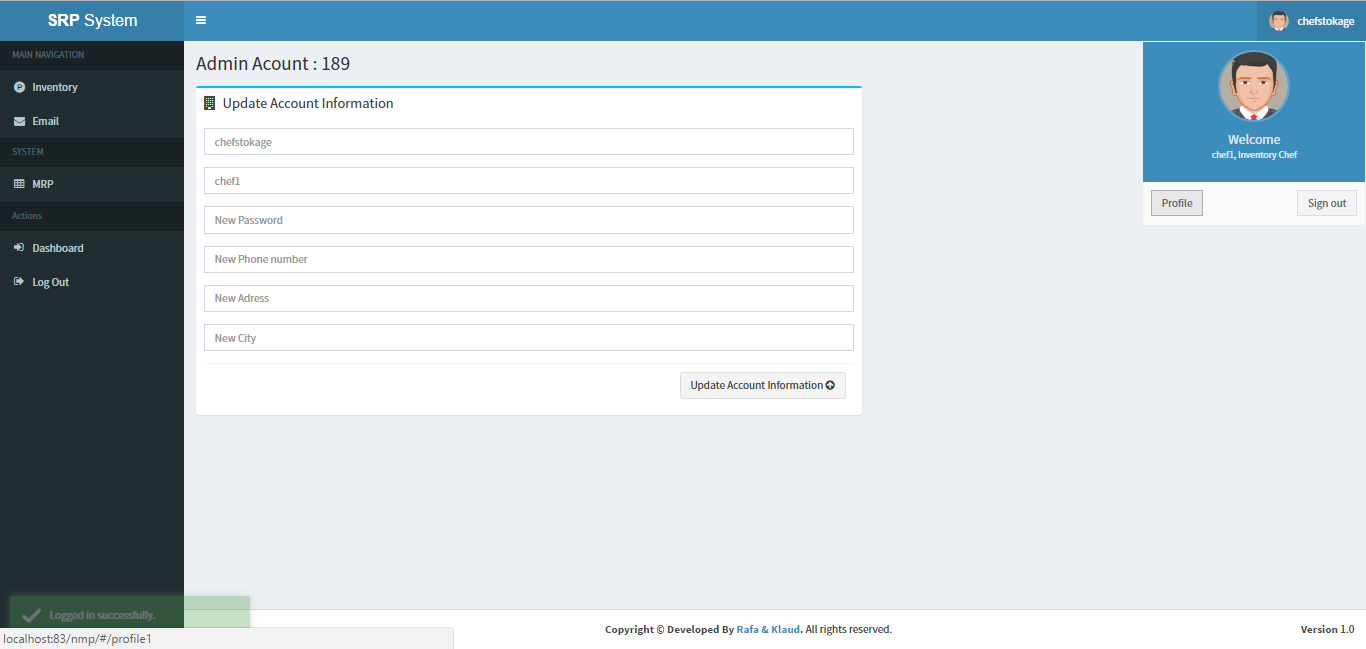 SRP System
chefstokage
MAIN NAVIGATION
Inventory
Email
SYSTEM
MRP
Actions
Dashboard
Log Out
Admin Acount : 189
Update Account Information
chefstokage
chef1
New Password
New Phone number
New Adress
New City
Update Account Information
Welcome
chef1, Inventory Chef
Profile
Sign out
Logged in successfully.
localhost:83/nmp/#/profile1
Copyright © Developed By Rafa & Klaud. All rights reserved.
Version 1.0